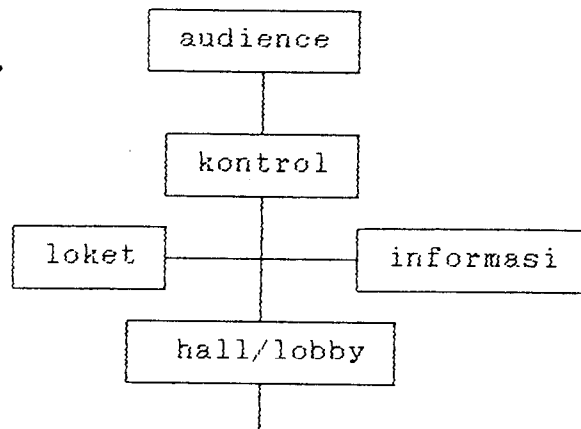 audience
kontrol
loket
informasi
hall/lobby